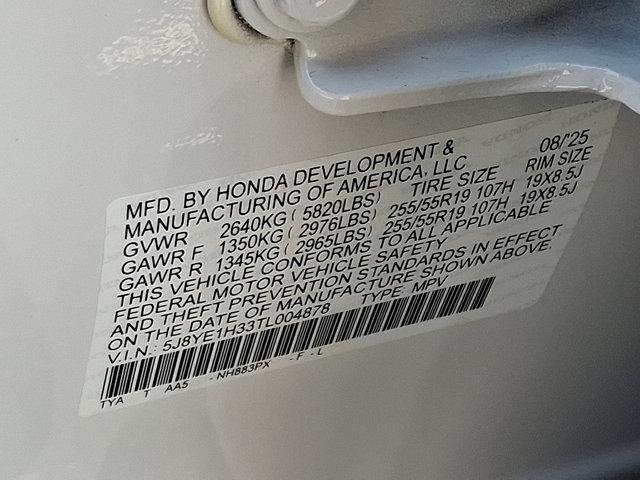 MFD. BY HONDA DEVELOPMENT & 08/'25
MANUFACTURING OF AMERICA, LLC
GVWR 2640KG ( 5820LBS) TIRE SIZE RIM SIZE
GAWR F 1350KG ( 2976LBS) 255/55R19 107H 19X8.5J
GAWR R 1345KG ( 2965LBS) 255/55R19 107H 19X8.5J
THIS VEHICLE CONFORMS TO ALL APPLICABLE
FEDERAL MOTOR VEHICLE SAFETY
AND THEFT PREVENTION STANDARDS IN EFFECT
ON THE DATE OF MANUFACTURE SHOWN ABOVE.
V.I.N.: 5J8YE1H33TL004878 TYPE: MPV
TYA T AA5 - NH883PX - F - L